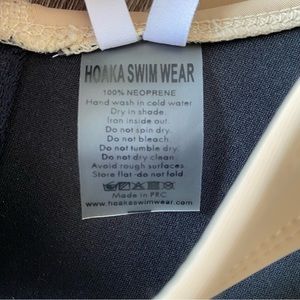 HOAKA SWIM WEAR
100% NEOPRENE
Hand wash in cold water
Dry in shade.
Iron inside out.
Do not spin dry.
Do not bleach.
Do not tumble dry.
Do not dry clean.
Avoid rough surfaces.
Store flat -do not fold.
Made in PRC
www.hoakaswimwear.com